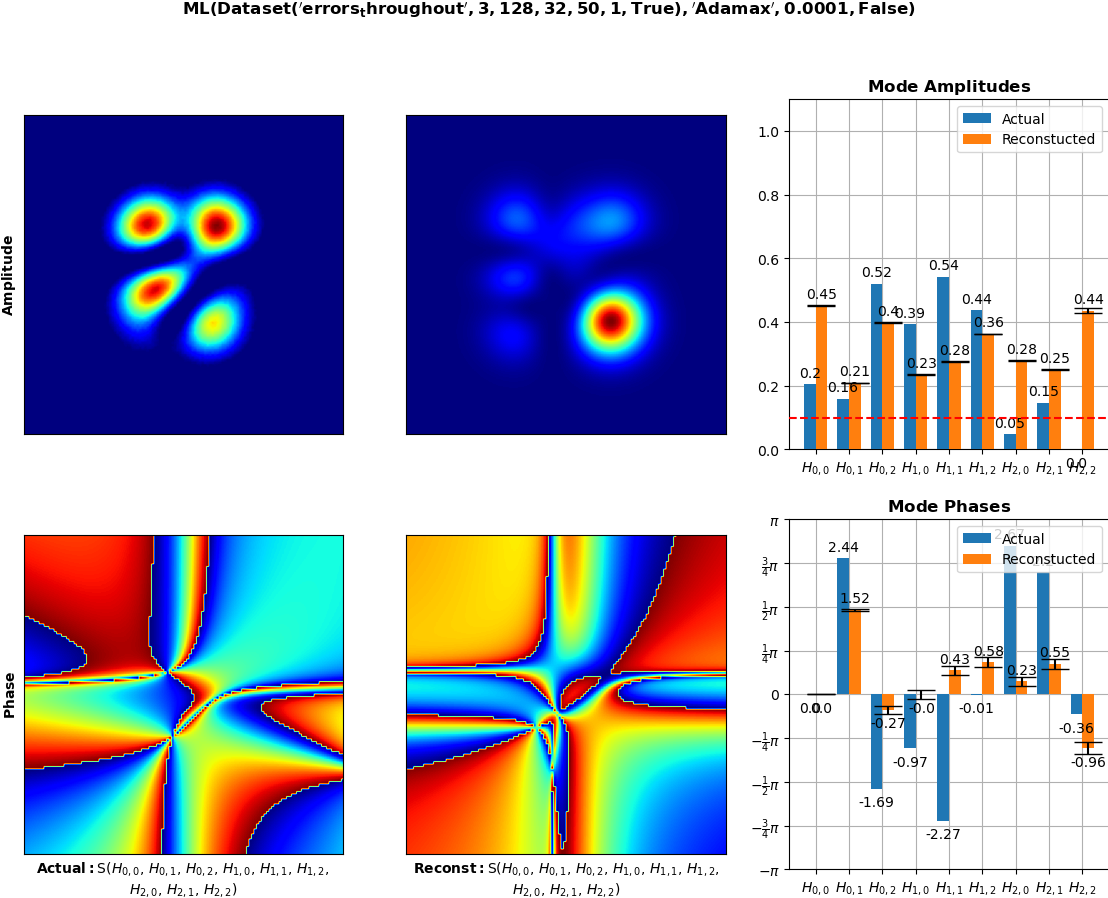 ML(Dataset('errors_throughout', 3, 128, 32, 50, 1, True), 'Adamax', 0.0001, False)
Amplitude
Mode Amplitudes
Actual
Reconstucted
1.0
0.8
0.6
0.4
0.2
0.0
0.2
0.45
0.16
0.21
0.52
0.4
0.39
0.23
0.54
0.28
0.44
0.36
0.05
0.28
0.15
0.25
0.0
0.44
H0,0 H0,1 H0,2 H1,0 H1,1 H1,2 H2,0 H2,1 H2,2
Phase
Mode Phases
Actual
Reconstucted
π
3/4π
1/2π
1/4π
0
−1/4π
−1/2π
−3/4π
−π
0.0
0.0
2.44
1.52
-1.69
-0.27
-0.97
-0.0
-2.27
0.43
-0.01
0.58
2.67
0.23
0.55
-0.36
-0.96
H0,0 H0,1 H0,2 H1,0 H1,1 H1,2 H2,0 H2,1 H2,2
Actual: S(H0,0, H0,1, H0,2, H1,0, H1,1, H1,2,
H2,0, H2,1, H2,2)
Reconst: S(H0,0, H0,1, H0,2, H1,0, H1,1, H1,2,
H2,0, H2,1, H2,2)